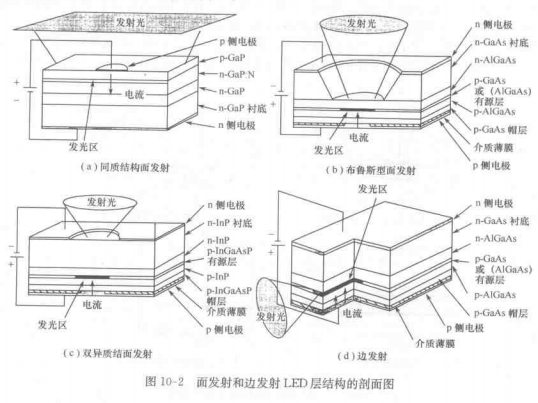 发射光
p 侧电极
p-GaP
n-GaP:N
n-GaP
n-GaP 衬底
n 侧电极
电流
发光区
+
−
(a) 同质结构面发射
发射光
n 侧电极
n-GaAs 衬底
n-AlGaAs
p-GaAs
或 (AlGaAs)
有源层
p-AlGaAs
p-GaAs 帽层
介质薄膜
p 侧电极
电流
发光区
−
+
(b) 布鲁斯型面发射
发射光
n 侧电极
n-InP 衬底
n-InP
p-InGaAsP
有源层
p-InP
p-InGaAsP
帽层
介质薄膜
p 侧电极
电流
发光区
−
+
(c) 双异质结面发射
发光区
n 侧电极
n-GaAs 衬底
n-AlGaAs
p-GaAs
或 (AlGaAs)
有源层
p-AlGaAs
p-GaAs 帽层
p 侧电极
介质薄膜
电流
发射光
−
+
(d) 边发射
图 10-2 面发射和边发射 LED 层结构的剖面图